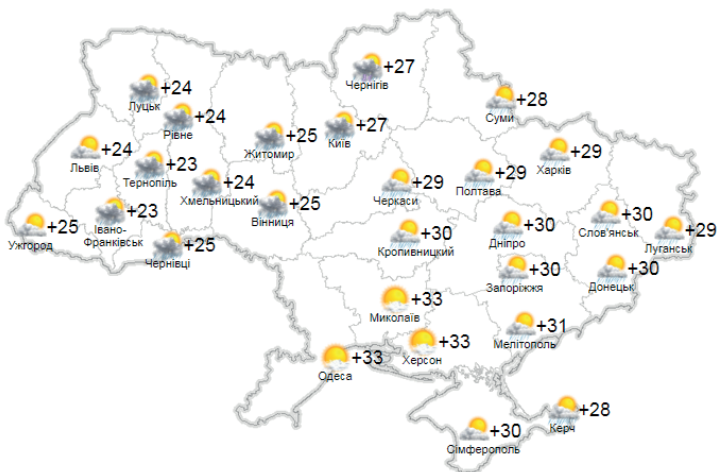 +27
Чернігів
+24
Луцьк
+28
Суми
+24
Рівне
+27
Київ
+25
Житомир
+24
Львів
+29
Харків
+23
Тернопіль
+24
Хмельницький
+29
Черкаси
+29
Полтава
+25
Вінниця
+23
Івано-
Франківськ
+25
Ужгород
+25
Чернівці
+30
Кропивницкий
+30
Дніпро
+30
Слов'янськ
+29
Луганськ
+30
Запоріжжя
+30
Донецьк
+33
Миколаїв
+31
Мелітополь
+33
Херсон
+33
Одеса
+28
Керч
+30
Сімферополь